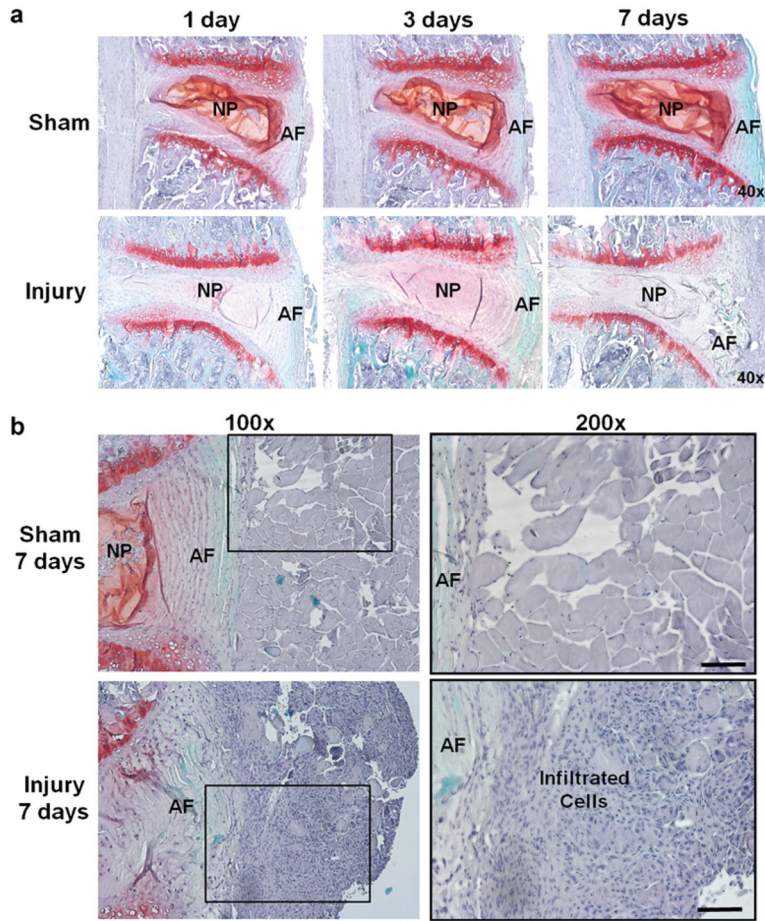 a
1 day 3 days 7 days
Sham
NP AF NP AF NP AF
40x
Injury
NP AF NP AF NP AF
40x
b
100x 200x
Sham
7 days
NP AF AF
Injury
7 days
AF AF
Infiltrated
Cells